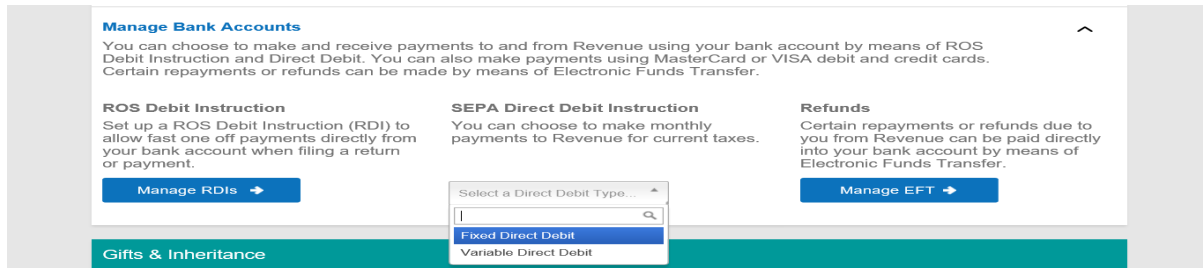 Manage Bank Accounts
You can choose to make and receive payments to and from Revenue using your bank account by means of ROS
Debit Instruction and Direct Debit. You can also make payments using MasterCard or VISA debit and credit cards.
Certain repayments or refunds can be made by means of Electronic Funds Transfer.
ROS Debit Instruction
Set up a ROS Debit Instruction (RDI) to
allow fast one off payments directly from
your bank account when filing a return
or payment.
Manage RDIs
SEPA Direct Debit Instruction
You can choose to make monthly
payments to Revenue for current taxes.
Select a Direct Debit Type...
Fixed Direct Debit
Variable Direct Debit
Refunds
Certain repayments or refunds due to
you from Revenue can be paid directly
into your bank account by means of
Electronic Funds Transfer.
Manage EFT
Gifts & Inheritance